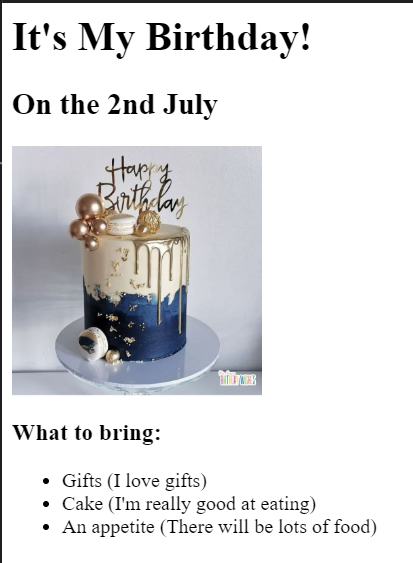 It's My Birthday!
On the 2nd July
Happy
Birthday
What to bring:
Gifts (I love gifts)
Cake (I'm really good at eating)
An appetite (There will be lots of food)